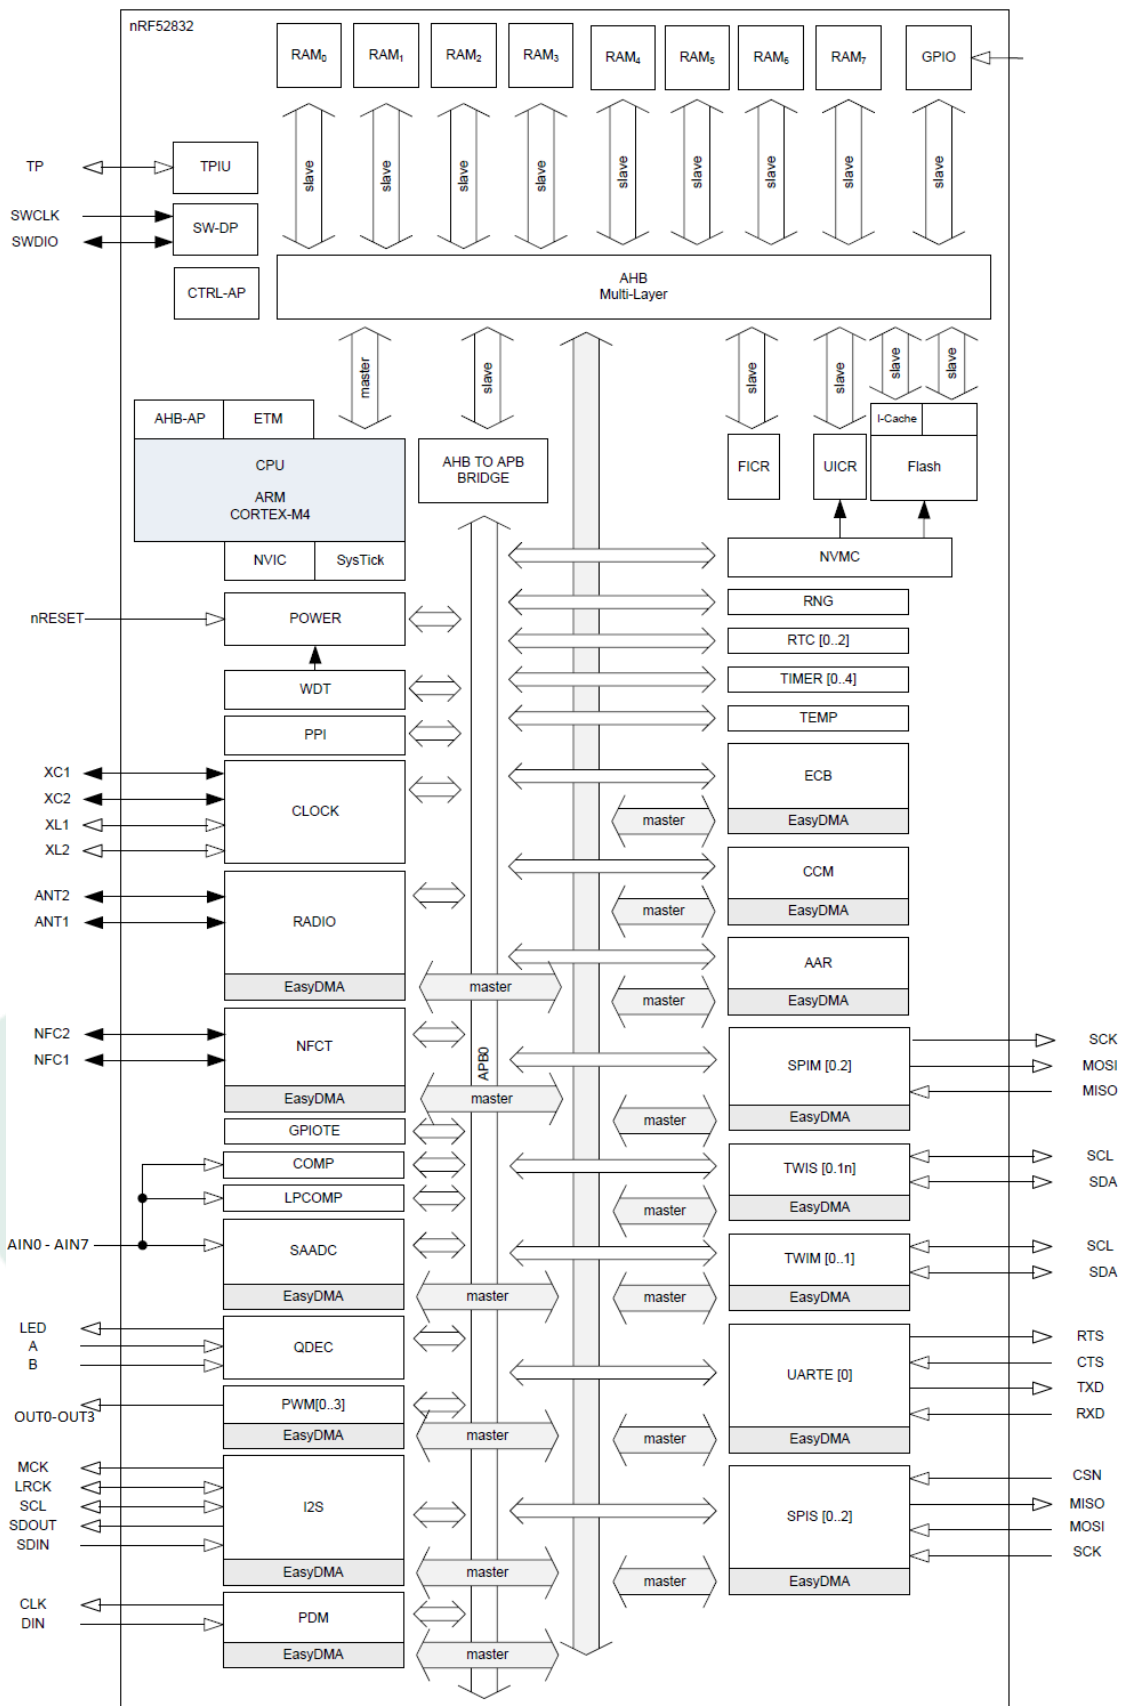 nRF52832
RAM0
RAM1
RAM2
RAM3
RAM4
RAM5
RAM6
RAM7
GPIO
slave
slave
slave
slave
slave
slave
slave
slave
slave
TP
TPIU
SWCLK
SWDIO
SW-DP
CTRL-AP
AHB
Multi-Layer
master
slave
slave
slave
slave
slave
AHB-AP
ETM
I-Cache
CPU
ARM
CORTEX-M4
AHB TO APB
BRIDGE
FICR
UICR
Flash
NVIC
SysTick
NVMC
nRESET
POWER
RNG
RTC [0..2]
WDT
TIMER [0..4]
PPI
TEMP
XC1
XC2
XL1
XL2
CLOCK
ECB
master
EasyDMA
ANT2
ANT1
RADIO
CCM
master
EasyDMA
AAR
EasyDMA
master
master
EasyDMA
NFC2
NFC1
NFCT
APB0
SPIM [0.2]
SCK
MOSI
MISO
EasyDMA
master
master
EasyDMA
GPIOTE
COMP
LPCOMP
TWIS [0.1n]
SCL
SDA
master
EasyDMA
AIN0 - AIN7
SAADC
TWIM [0..1]
SCL
SDA
EasyDMA
master
master
EasyDMA
LED
A
B
QDEC
UARTE [0]
RTS
CTS
TXD
RXD
OUT0-OUT3
PWM[0..3]
EasyDMA
master
master
EasyDMA
MCK
LRCK
SCL
SDOUT
SDIN
I2S
SPIS [0..2]
CSN
MISO
MOSI
SCK
EasyDMA
master
master
EasyDMA
CLK
DIN
PDM
EasyDMA
master